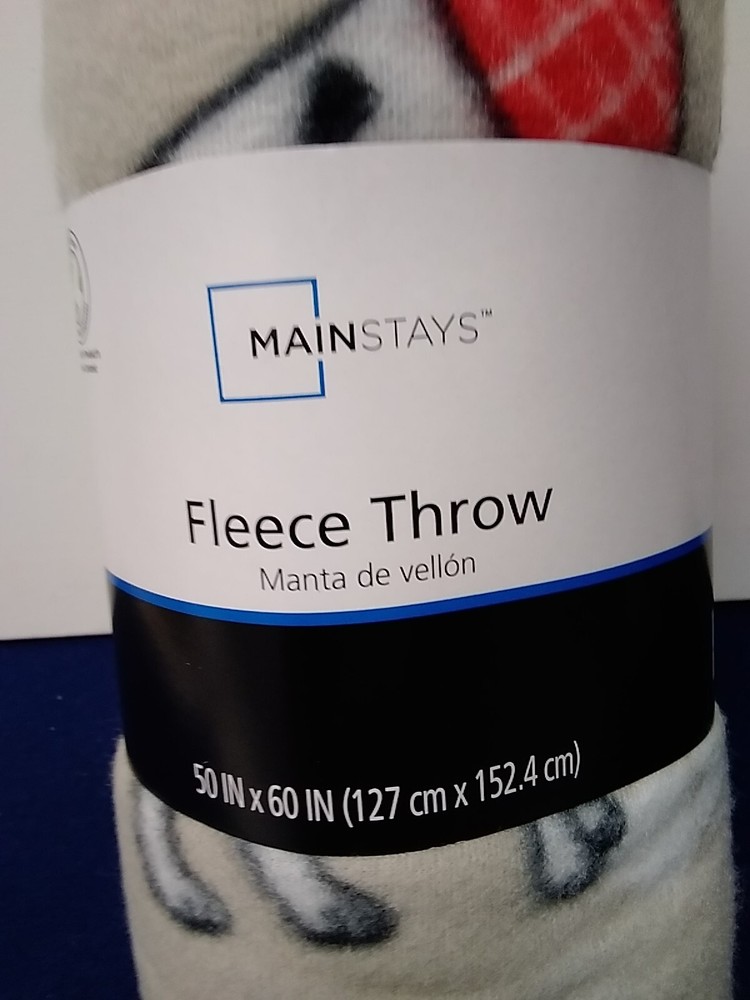 MAINSTAYS™
Fleece Throw
Manta de vellón
50 IN x 60 IN (127 cm x 152.4 cm)